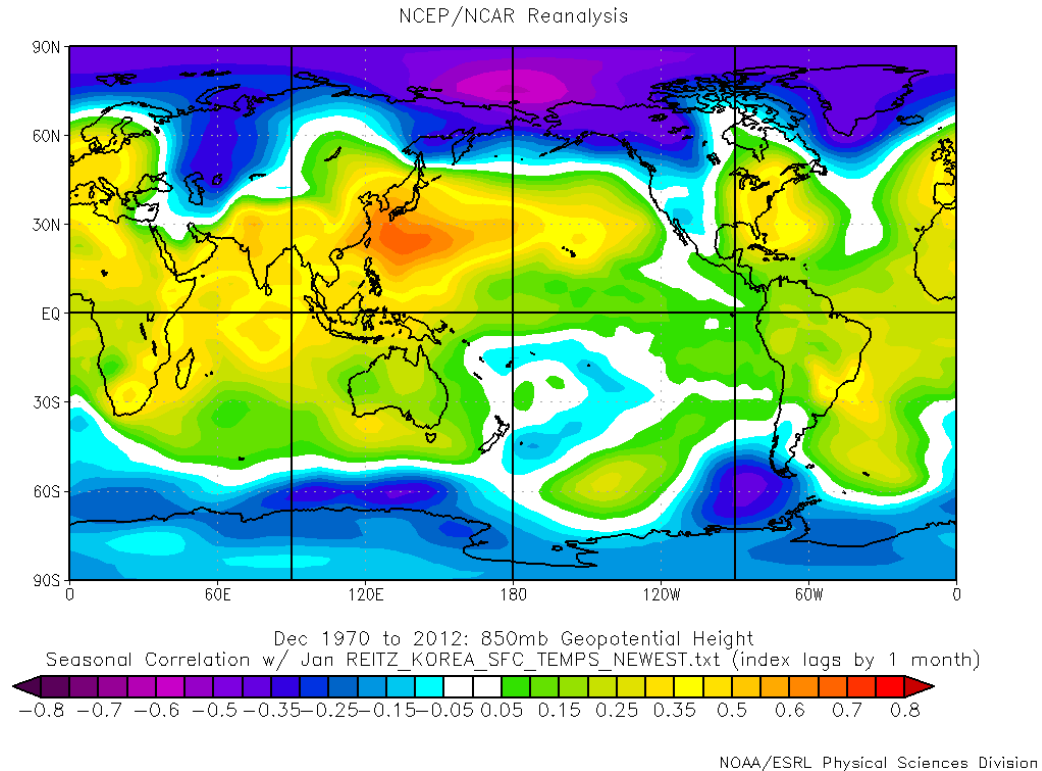 NCEP/NCAR Reanalysis
90N
60N
30N
EQ
30S
60S
90S
0 60E 120E 180 120W 60W 0
Dec 1970 to 2012: 850mb Geopotential Height
Seasonal Correlation w/ Jan REITZ_KOREA_SFC_TEMPS_NEWEST.txt (index lags by 1 month)
-0.8 -0.7 -0.6 -0.5 -0.35 -0.25 -0.15 -0.05 0.05 0.15 0.25 0.35 0.5 0.6 0.7 0.8
NOAA/ESRL Physical Sciences Division